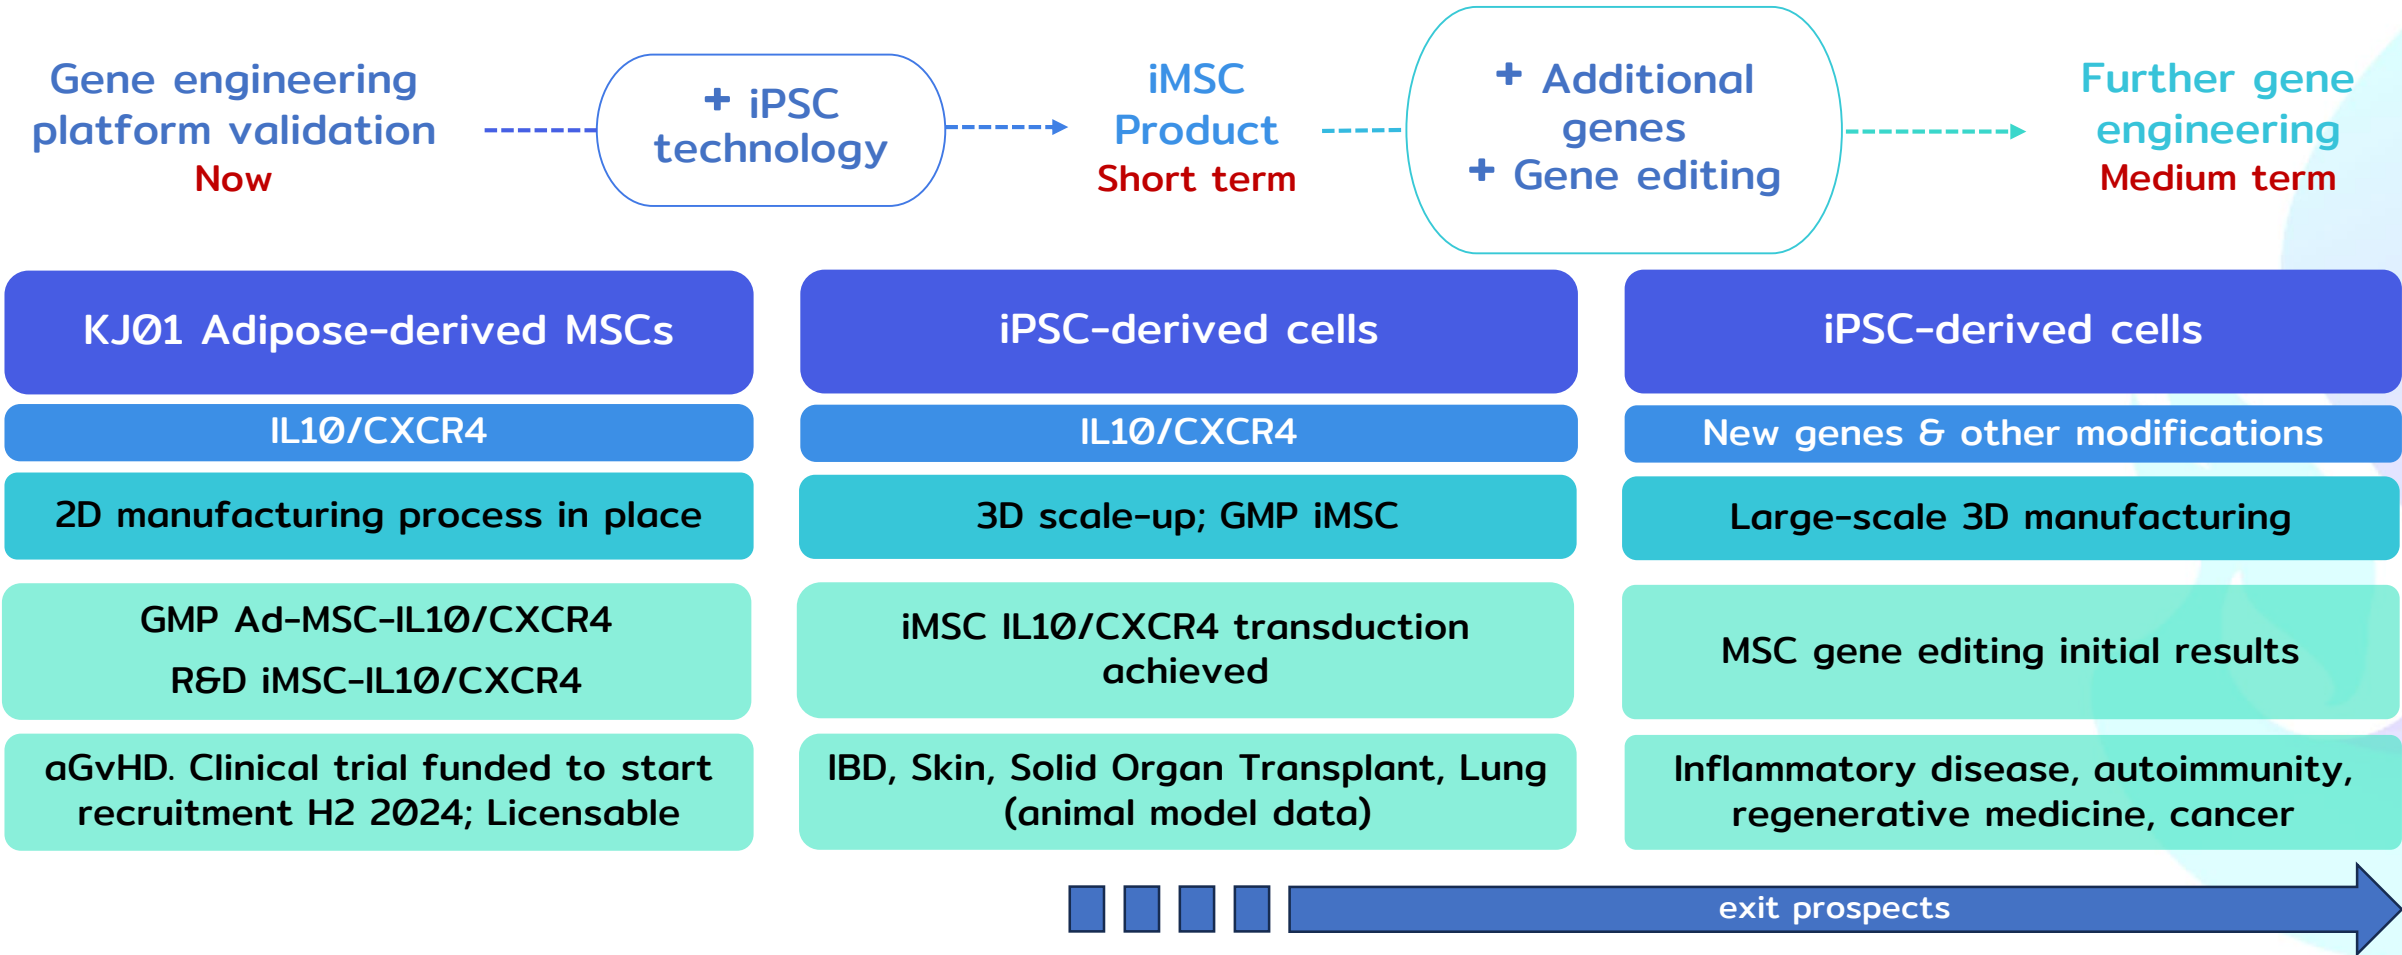 Gene engineering
platform validation
Now
+ iPSC
technology
iMSC
Product
Short term
+ Additional
genes
+ Gene editing
Further gene
engineering
Medium term
KJ01 Adipose-derived MSCs
IL10/CXCR4
2D manufacturing process in place
GMP Ad-MSC-IL10/CXCR4
R&D iMSC-IL10/CXCR4
aGvHD. Clinical trial funded to start
recruitment H2 2024; Licensable
iPSC-derived cells
IL10/CXCR4
3D scale-up; GMP iMSC
iMSC IL10/CXCR4 transduction
achieved
IBD, Skin, Solid Organ Transplant, Lung
(animal model data)
iPSC-derived cells
New genes & other modifications
Large-scale 3D manufacturing
MSC gene editing initial results
Inflammatory disease, autoimmunity,
regenerative medicine, cancer
exit prospects